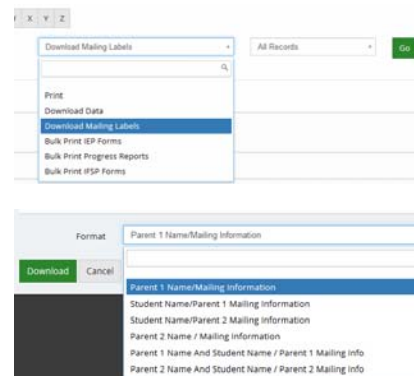 X Y Z
Download Mailing Labels All Records Go
Print
Download Data
Download Mailing Labels
Bulk Print IEP Forms
Bulk Print Progress Reports
Bulk Print IFSP Forms
Format Parent 1 Name/Mailing Information
Download Cancel
Parent 1 Name/Mailing Information
Student Name/Parent 1 Mailing Information
Student Name/Parent 2 Mailing Information
Parent 2 Name / Mailing Information
Parent 1 Name And Student Name / Parent 1 Mailing Info
Parent 2 Name And Student Name / Parent 2 Mailing Info